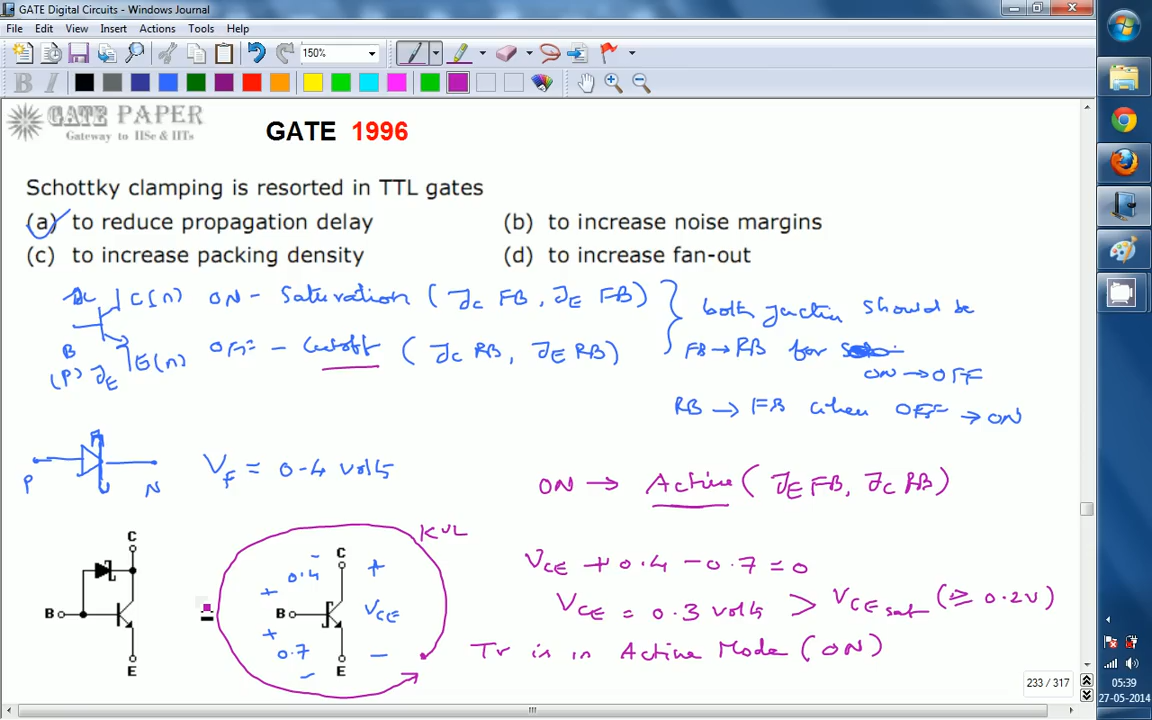 GATE Digital Circuits - Windows Journal
File Edit View Insert Actions Tools Help
150%
GATE PAPER
Gateway to IISc & IITs
GATE 1996
Schottky clamping is resorted in TTL gates
(a) to reduce propagation delay (b) to increase noise margins
(c) to increase packing density (d) to increase fan-out
C(n) ON - Saturation (JC FB, JE FB) } both junction should be
B E(n) OFF - Cutoff (JC RB, JE RB) FB → RB for
(P) JE ON → OFF
RB → FB when OFF → ON
P N Vf = 0.4 volts
ON → Active (JE FB, JC RB)
KVL
C - C +
0.4 VCE + 0.4 - 0.7 = 0
+
B B VCE VCE = 0.3 volts > VCE sat (≥ 0.2V)
+
0.7 - Tr is in Active Mode (ON)
E - E
233 / 317
05:39
27-05-2014